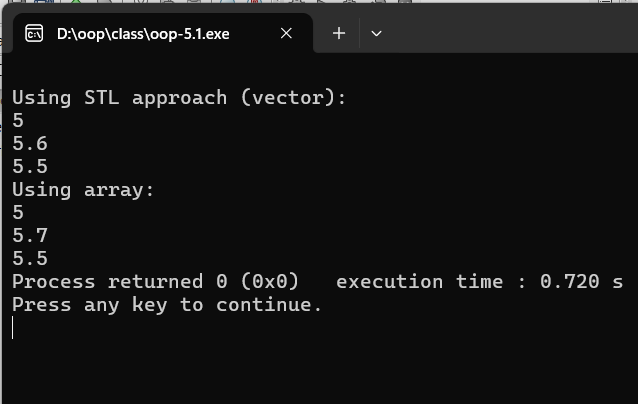 D:\oop\class\oop-5.1.exe
Using STL approach (vector):
5
5.6
5.5
Using array:
5
5.7
5.5
Process returned 0 (0x0)   execution time : 0.720 s
Press any key to continue.